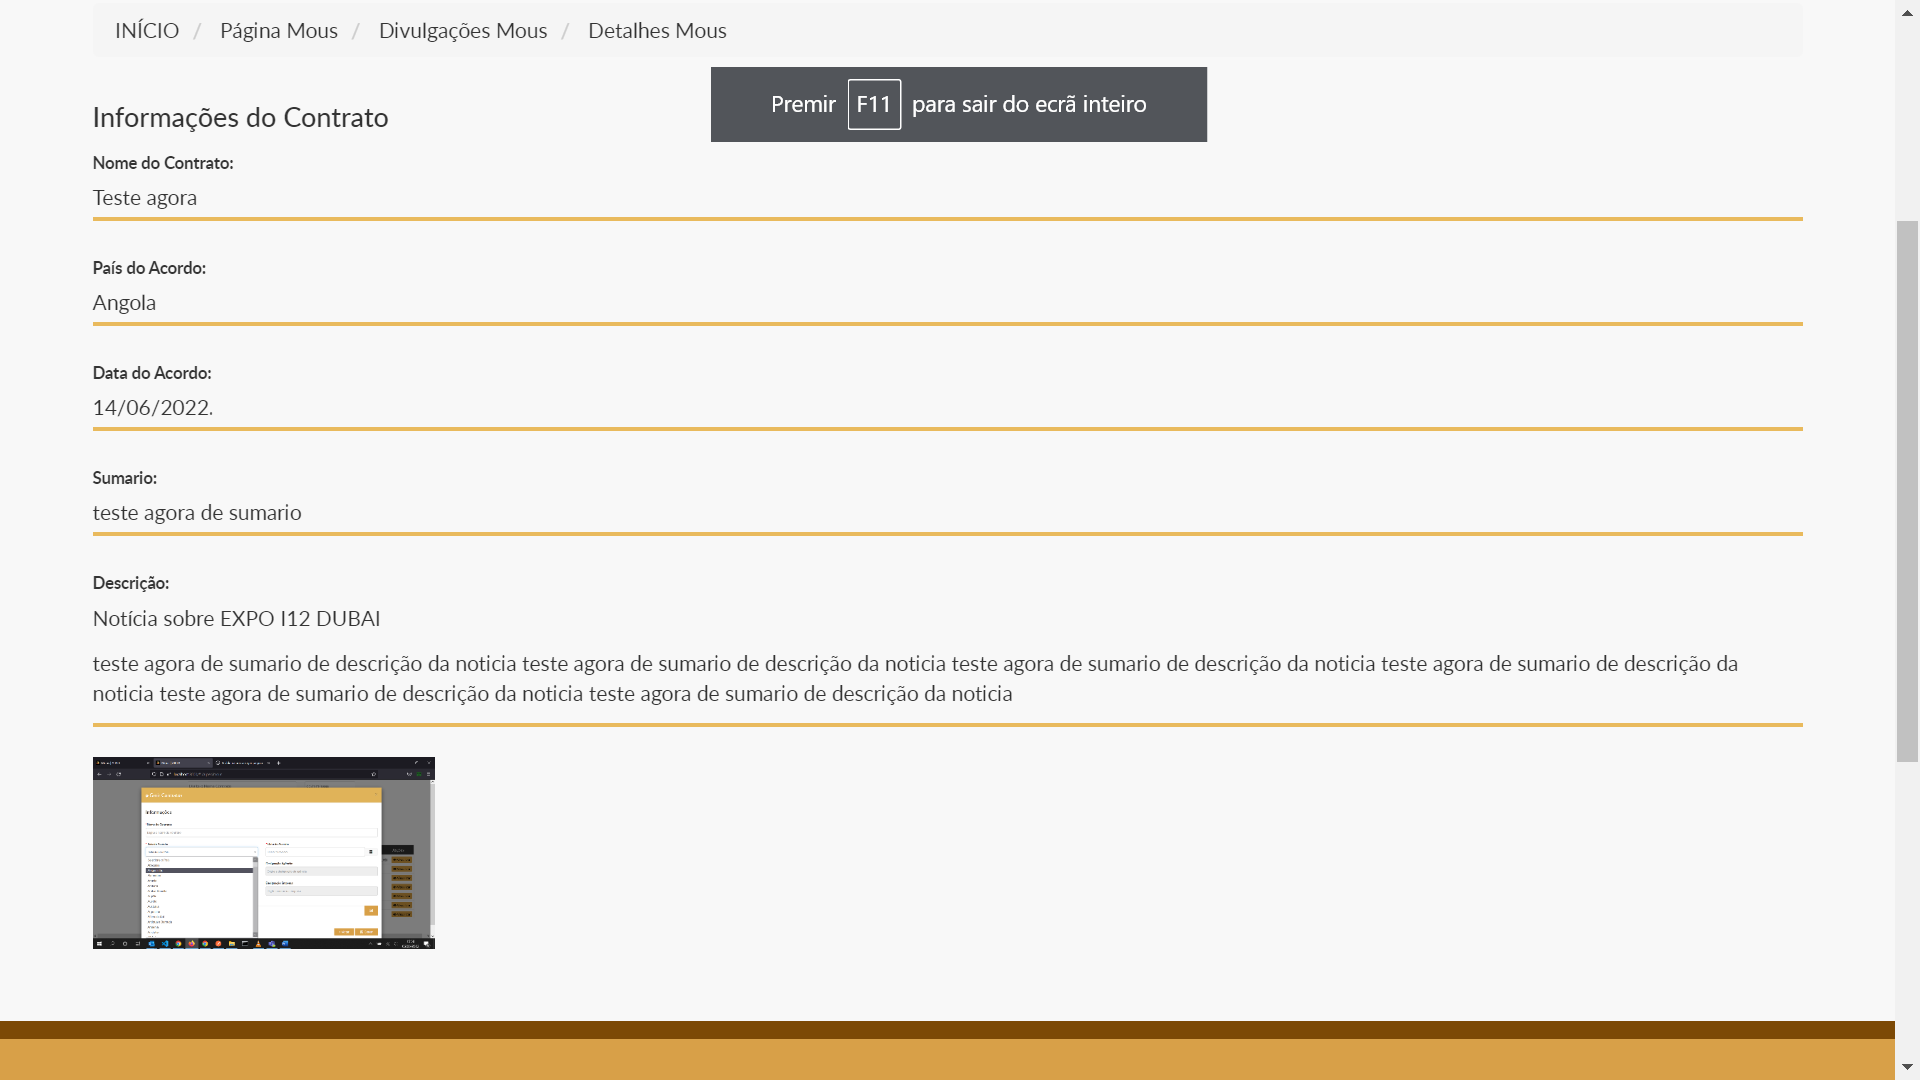 INÍCIO / Página Mous / Divulgações Mous / Detalhes Mous
Premir F11 para sair do ecrã inteiro
Informações do Contrato
Nome do Contrato:
Teste agora
País do Acordo:
Angola
Data do Acordo:
14/06/2022.
Sumario:
teste agora de sumario
Descrição:
Notícia sobre EXPO I12 DUBAI
teste agora de sumario de descrição da noticia teste agora de sumario de descrição da noticia teste agora de sumario de descrição da noticia teste agora de sumario de descrição da
noticia teste agora de sumario de descrição da noticia teste agora de sumario de descrição da noticia
Informações